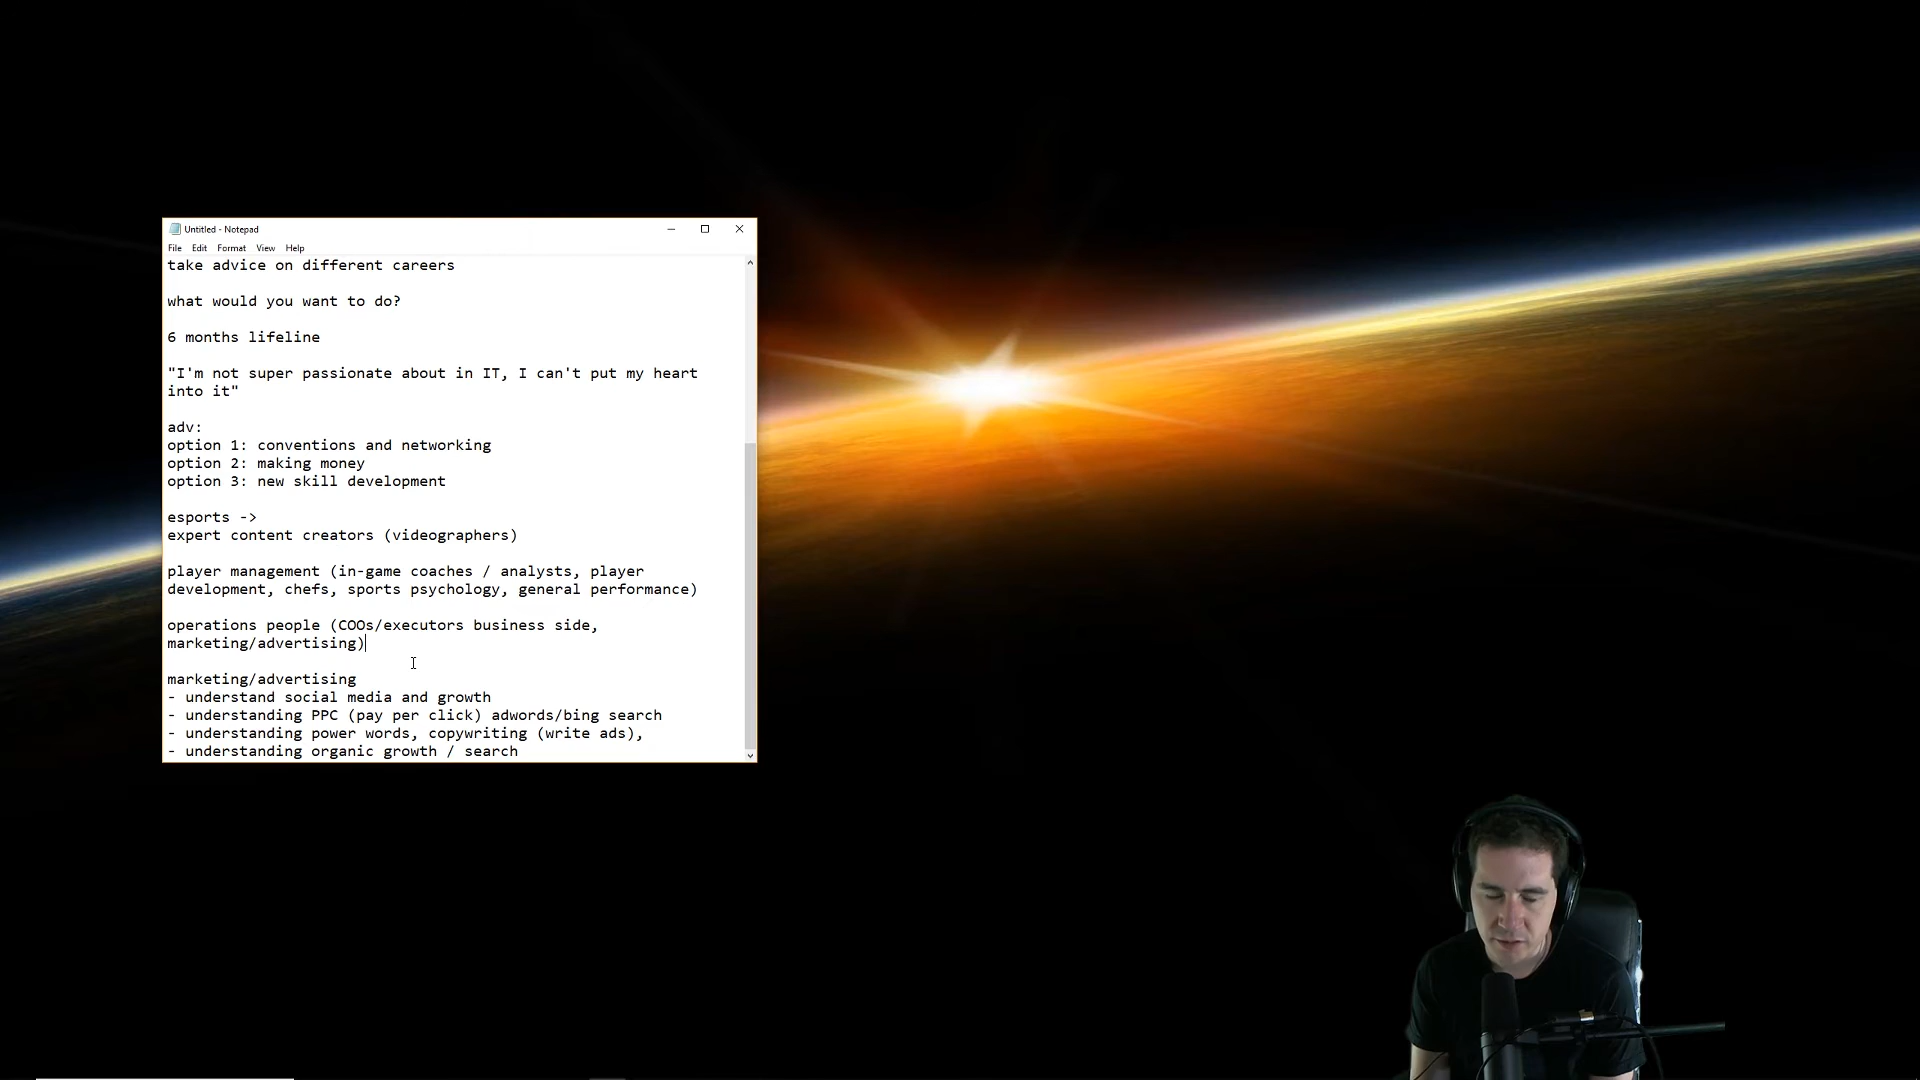 Untitled - Notepad
File Edit Format View Help
take advice on different careers
what would you want to do?
6 months lifeline
"I'm not super passionate about in IT, I can't put my heart
into it"
adv:
option 1: conventions and networking
option 2: making money
option 3: new skill development
esports ->
expert content creators (videographers)
player management (in-game coaches / analysts, player
development, chefs, sports psychology, general performance)
operations people (COOs/executors business side,
marketing/advertising)
marketing/advertising
- understand social media and growth
- understanding PPC (pay per click) adwords/bing search
- understanding power words, copywriting (write ads),
- understanding organic growth / search